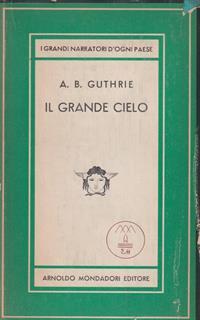 I GRANDI NARRATORI D'OGNI PAESE
A. B. GUTHRIE
IL GRANDE CIELO
ARNOLDO MONDADORI EDITORE